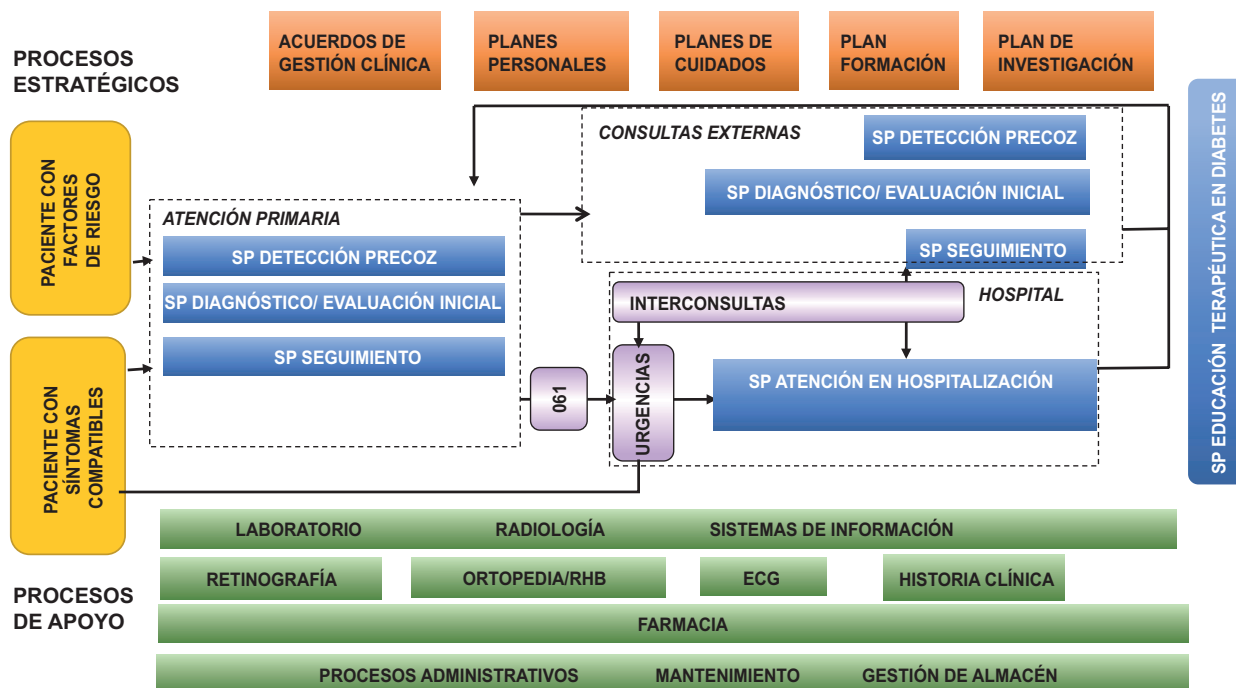 PROCESOS
ESTRATÉGICOS
ACUERDOS DE
GESTIÓN CLÍNICA
PLANES
PERSONALES
PLANES DE
CUIDADOS
PLAN
FORMACIÓN
PLAN DE
INVESTIGACIÓN
PACIENTE CON
FACTORES
DE RIESGO
PACIENTE CON
SÍNTOMAS
COMPATIBLES
ATENCIÓN PRIMARIA
SP DETECCIÓN PRECOZ
SP DIAGNÓSTICO/ EVALUACIÓN INICIAL
SP SEGUIMIENTO
CONSULTAS EXTERNAS
SP DETECCIÓN PRECOZ
SP DIAGNÓSTICO/ EVALUACIÓN INICIAL
SP SEGUIMIENTO
INTERCONSULTAS
HOSPITAL
061
URGENCIAS
SP ATENCIÓN EN HOSPITALIZACIÓN
SP EDUCACIÓN TERAPÉUTICA EN DIABETES
LABORATORIO
RADIOLOGÍA
SISTEMAS DE INFORMACIÓN
RETINOGRAFÍA
ORTOPEDIA/RHB
ECG
HISTORIA CLÍNICA
PROCESOS
DE APOYO
FARMACIA
PROCESOS ADMINISTRATIVOS
MANTENIMIENTO
GESTIÓN DE ALMACÉN